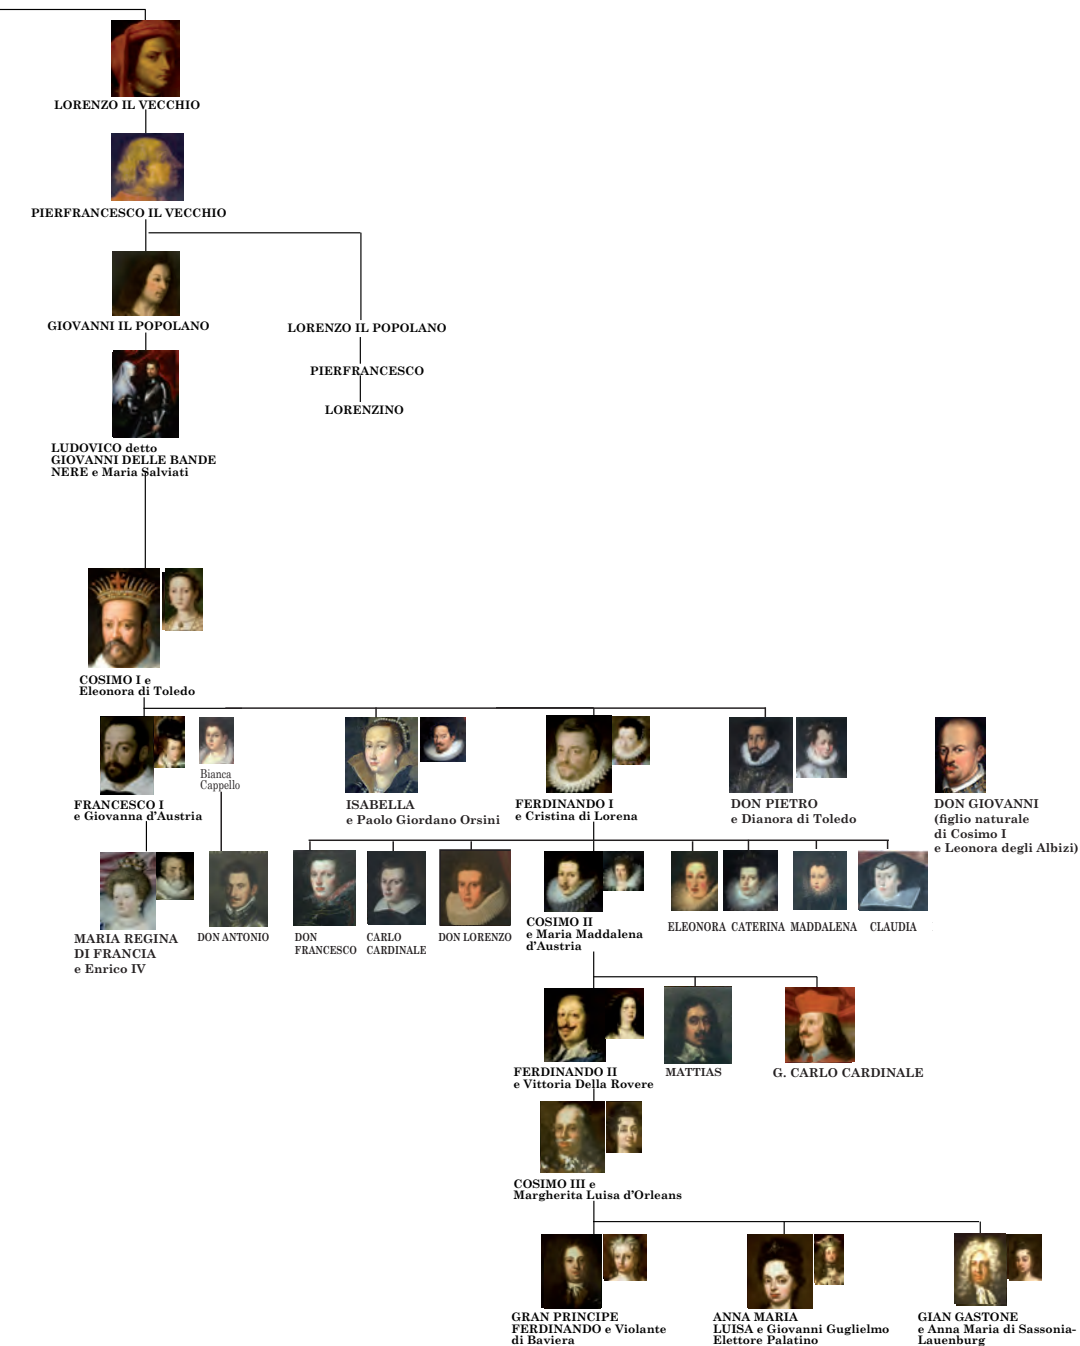 LORENZO IL VECCHIO
PIERFRANCESCO IL VECCHIO
GIOVANNI IL POPOLANO
LORENZO IL POPOLANO
PIERFRANCESCO
LORENZINO
LUDOVICO detto
GIOVANNI DELLE BANDE
NERE e Maria Salviati
COSIMO I e
Eleonora di Toledo
Bianca
Cappello
FRANCESCO I
e Giovanna d'Austria
ISABELLA
e Paolo Giordano Orsini
FERDINANDO I
e Cristina di Lorena
DON PIETRO
e Dianora di Toledo
DON GIOVANNI
(figlio naturale
di Cosimo I
e Leonora degli Albizi)
MARIA REGINA
DI FRANCIA
e Enrico IV
DON ANTONIO
DON
FRANCESCO
CARLO
CARDINALE
DON LORENZO
COSIMO II
e Maria Maddalena
d'Austria
ELEONORA
CATERINA
MADDALENA
CLAUDIA
FERDINANDO II
e Vittoria Della Rovere
MATTIAS
G. CARLO CARDINALE
COSIMO III e
Margherita Luisa d'Orleans
GRAN PRINCIPE
FERDINANDO e Violante
di Baviera
ANNA MARIA
LUISA e Giovanni Guglielmo
Elettore Palatino
GIAN GASTONE
e Anna Maria di Sassonia-
Lauenburg